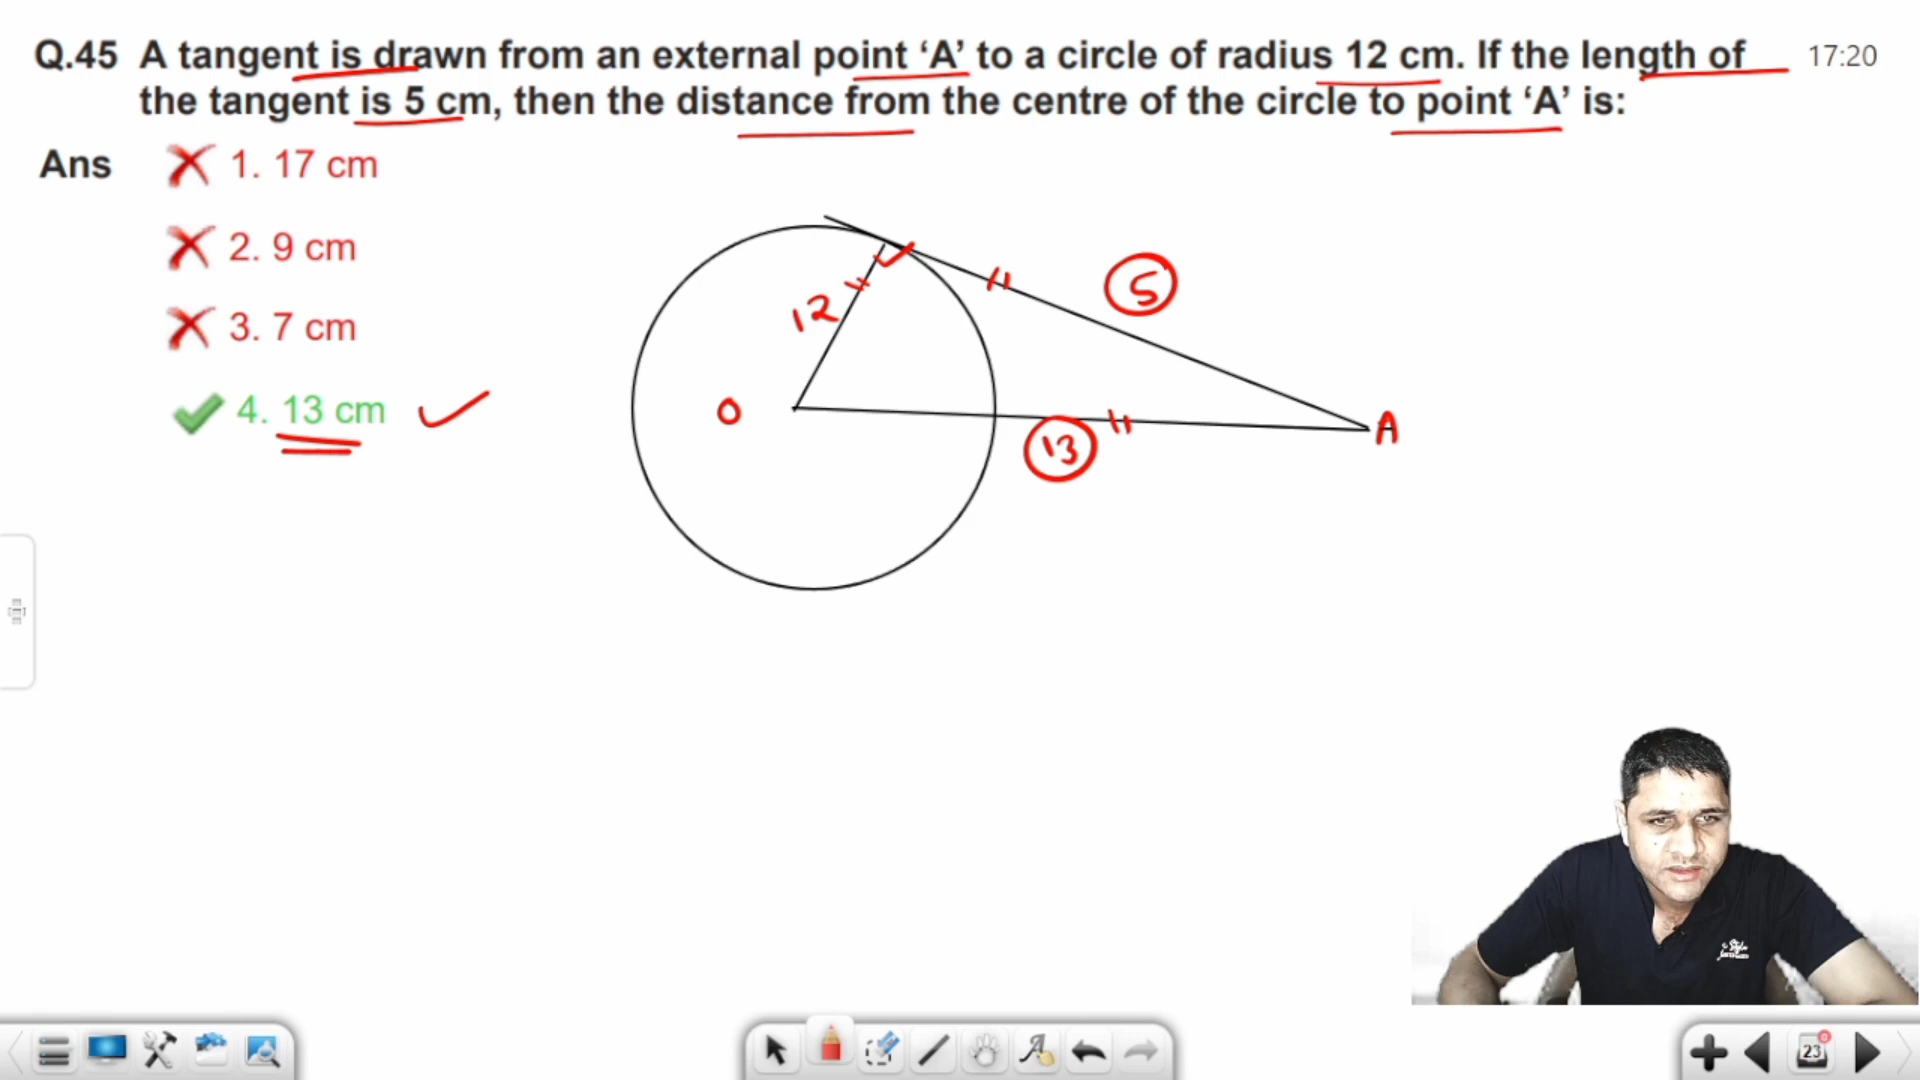 Q.45 A tangent is drawn from an external point ‘A’ to a circle of radius 12 cm. If the length of
17:20
the tangent is 5 cm, then the distance from the centre of the circle to point ‘A’ is:
Ans
1. 17 cm
2. 9 cm
3. 7 cm
4. 13 cm
12
5
O
13
A
23